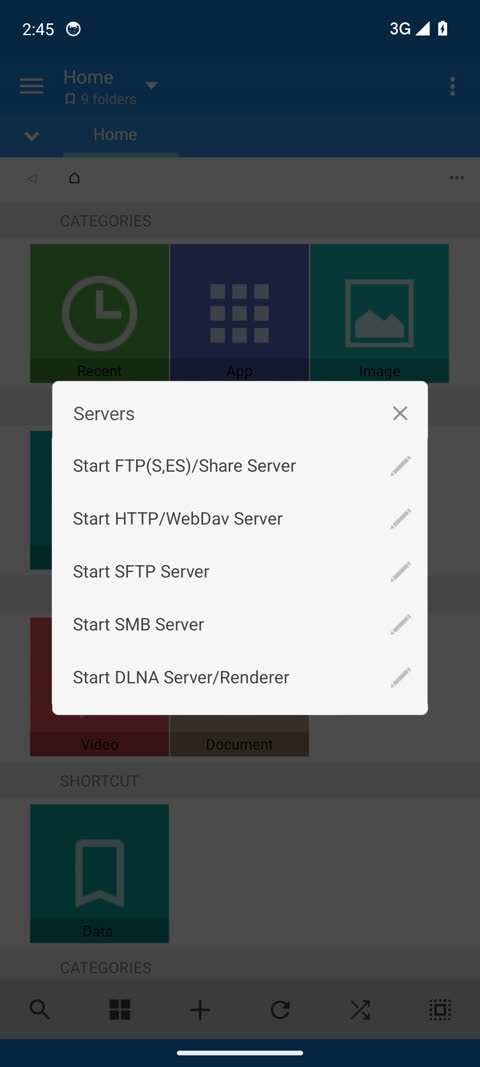 2:45
3G
Home
9 folders
Home
CATEGORIES
Recent
App
Image
Servers
Start FTP(S,ES)/Share Server
Start HTTP/WebDav Server
Start SFTP Server
Start SMB Server
Start DLNA Server/Renderer
Video
Document
SHORTCUT
Data
CATEGORIES